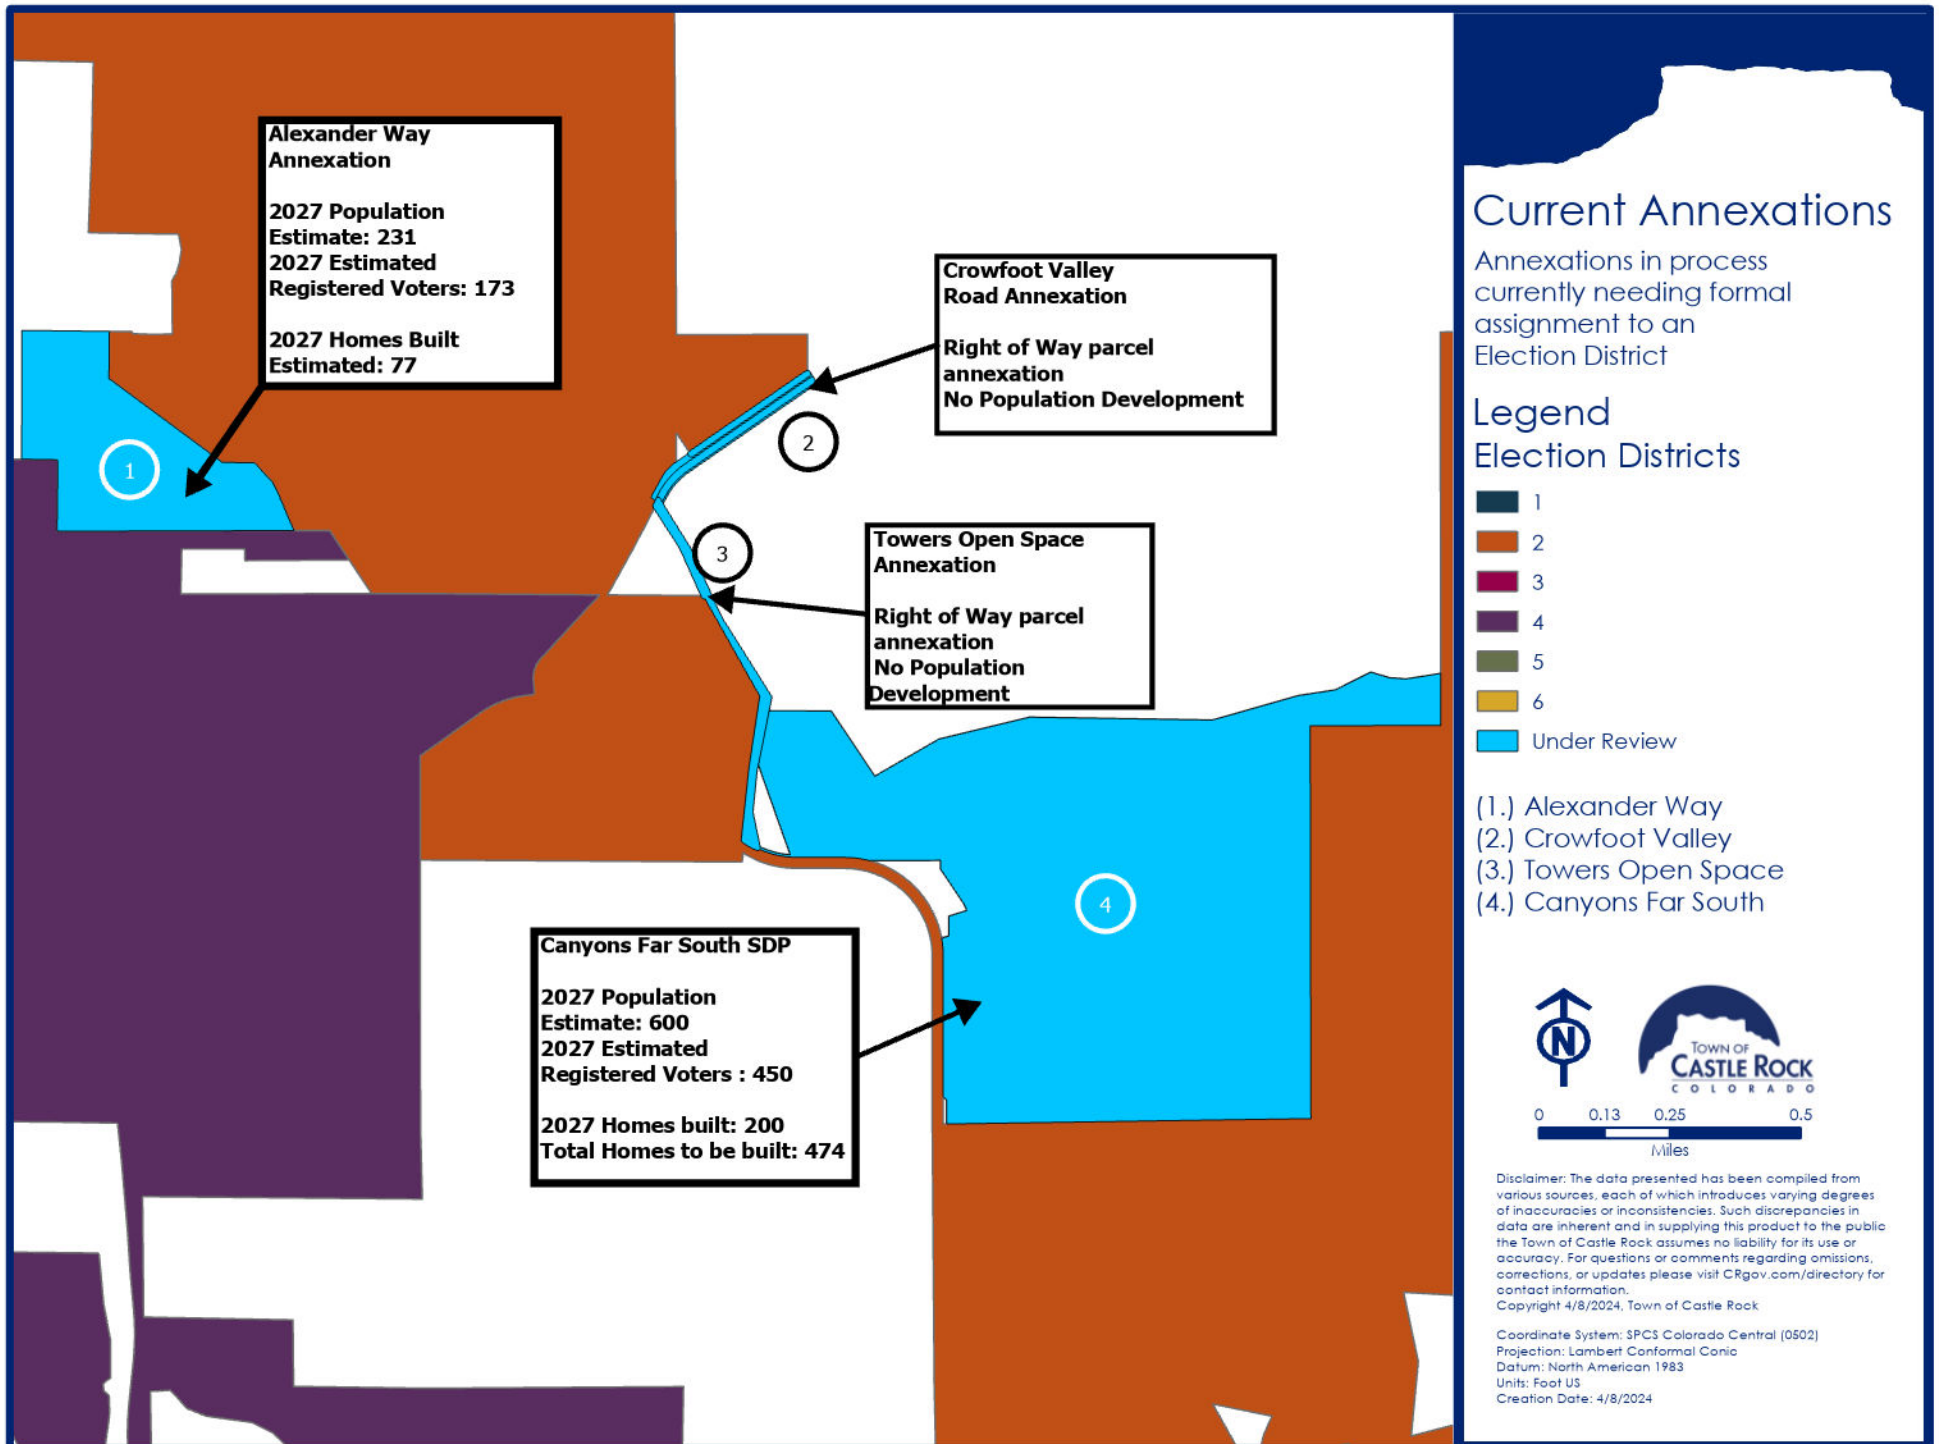 Alexander Way
Annexation
2027 Population
Estimate: 231
2027 Estimated
Registered Voters: 173
2027 Homes Built
Estimated: 77
Crowfoot Valley
Road Annexation
Right of Way parcel
annexation
No Population Development
1
2
3
Towers Open Space
Annexation
Right of Way parcel
annexation
No Population
Development
4
Canyons Far South SDP
2027 Population
Estimate: 600
2027 Estimated
Registered Voters : 450
2027 Homes built: 200
Total Homes to be built: 474
Current Annexations
Annexations in process
currently needing formal
assignment to an
Election District
Legend
Election Districts
1
2
3
4
5
6
Under Review
(1.) Alexander Way
(2.) Crowfoot Valley
(3.) Towers Open Space
(4.) Canyons Far South
N
TOWN OF
CASTLE ROCK
COLORADO
0 0.13 0.25 0.5
Miles
Disclaimer: The data presented has been compiled from
various sources, each of which introduces varying degrees
of inaccuracies or inconsistencies. Such discrepancies in
data are inherent and in supplying this product to the public
the Town of Castle Rock assumes no liability for its use or
accuracy. For questions or comments regarding omissions,
corrections, or updates please visit CRgov.com/directory for
contact information.
Copyright 4/8/2024, Town of Castle Rock
Coordinate System: SPCS Colorado Central (0502)
Projection: Lambert Conformal Conic
Datum: North American 1983
Units: Foot US
Creation Date: 4/8/2024